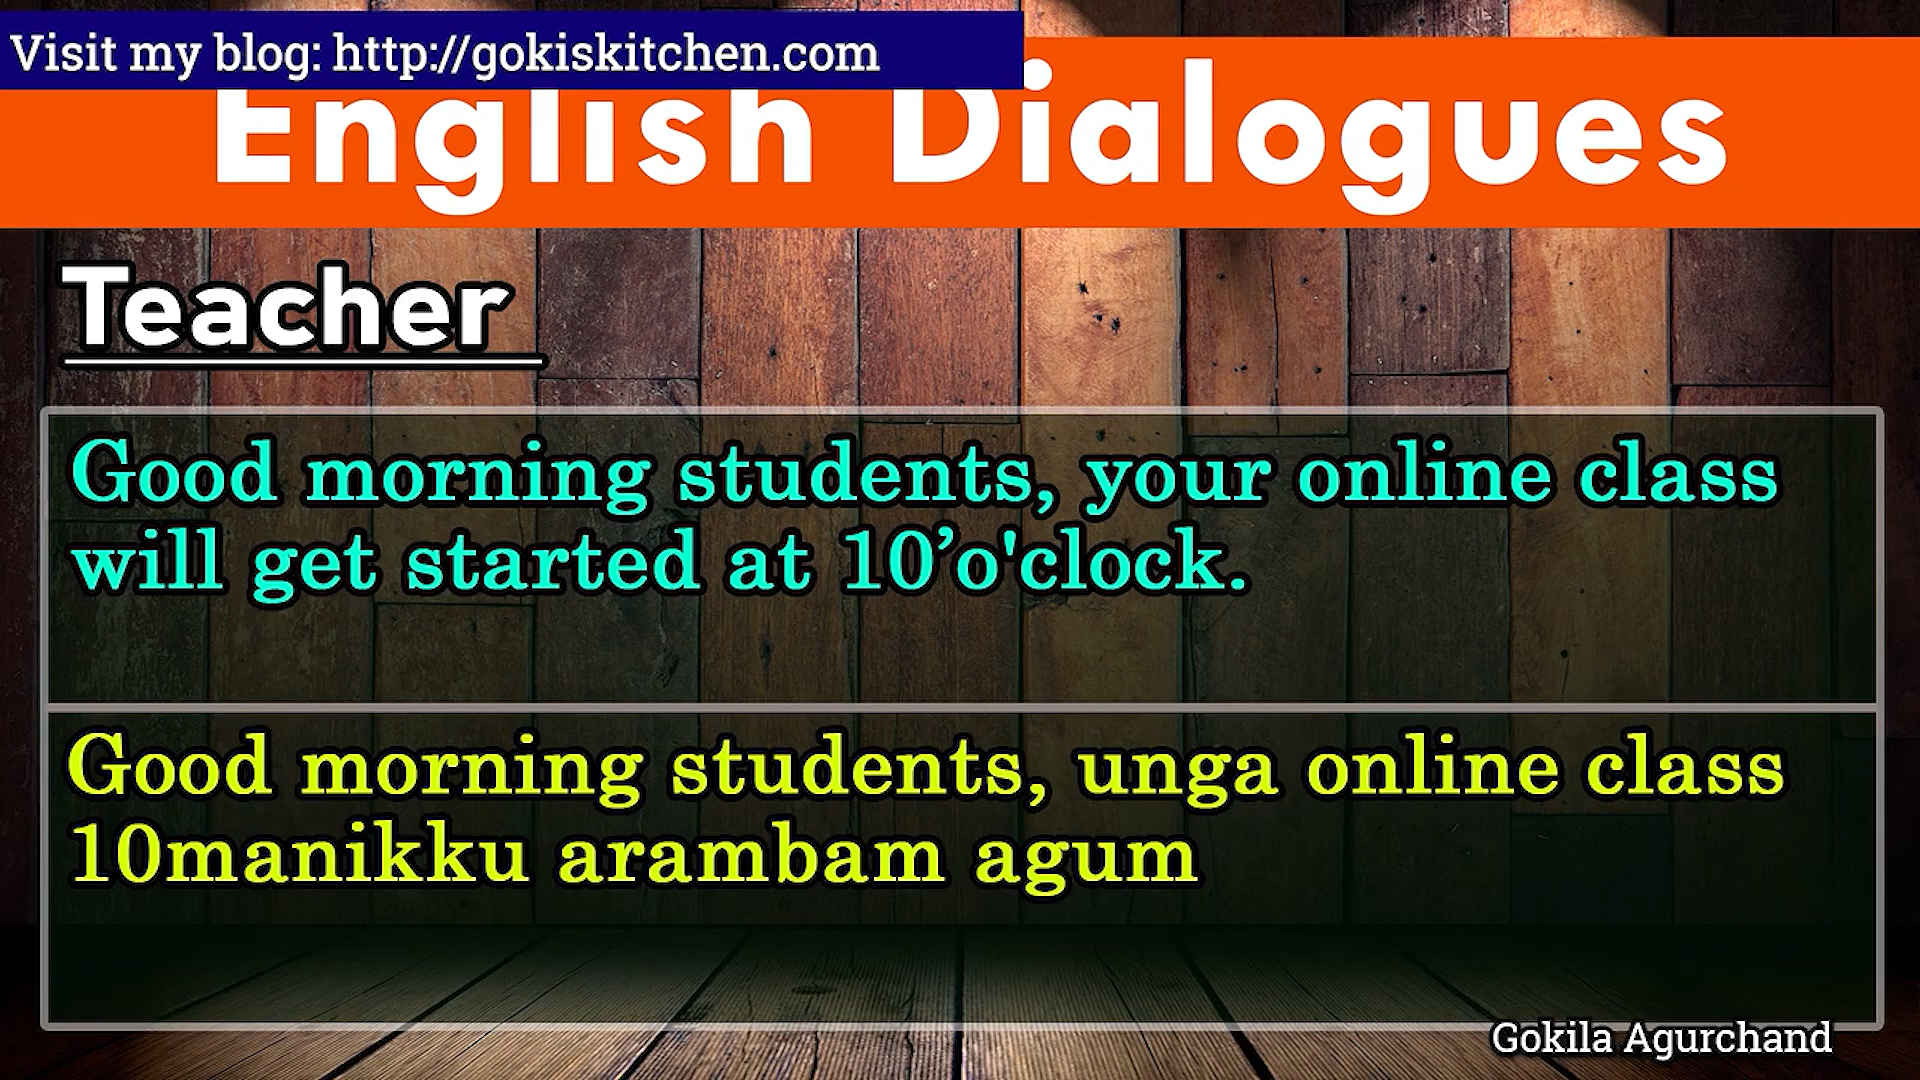 Visit my blog: http://gokiskitchen.com
English Dialogues
Teacher
Good morning students, your online class
will get started at 10’o'clock.
Good morning students, unga online class
10manikku arambam agum
Gokila Agurchand